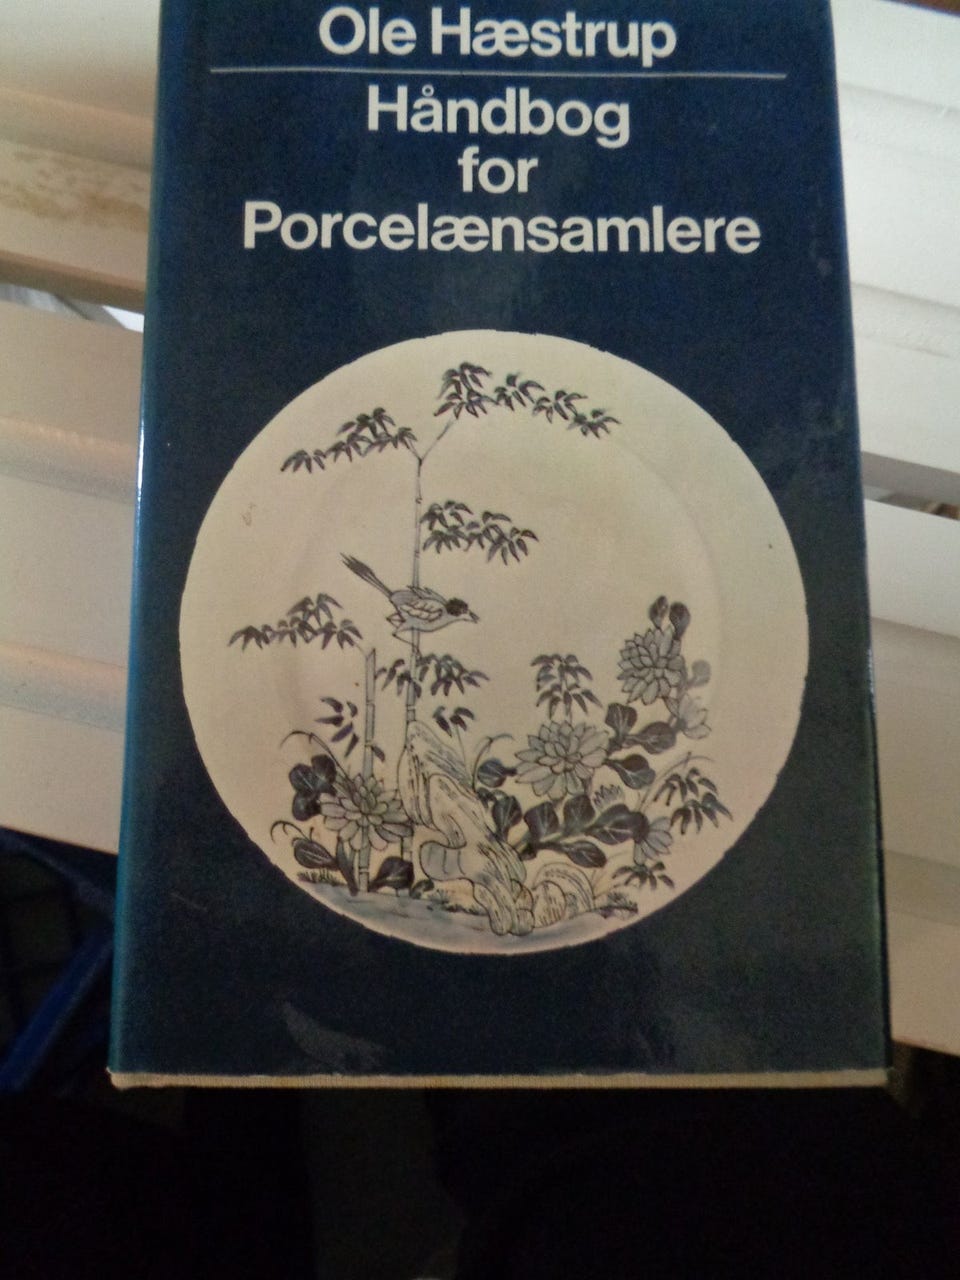 Ole Hæstrup
Håndbog
for
Porcelænsamlere